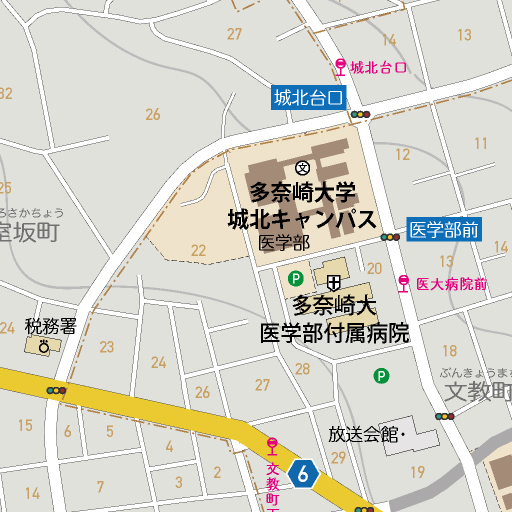 27
14
13
城北台口
城北台口
32
26
12
11
多奈崎大学
城北キャンパス
医学部
25
ろさかちょう
室坂町
22
医学部前
20
医大病院前
P
多奈崎大
医学部付属病院
24
税務署
23
24
18
ぶんきょうま
文教町
28
P
27
26
25
15
6
5
4
放送会館
3
2
文教町
29
19
6